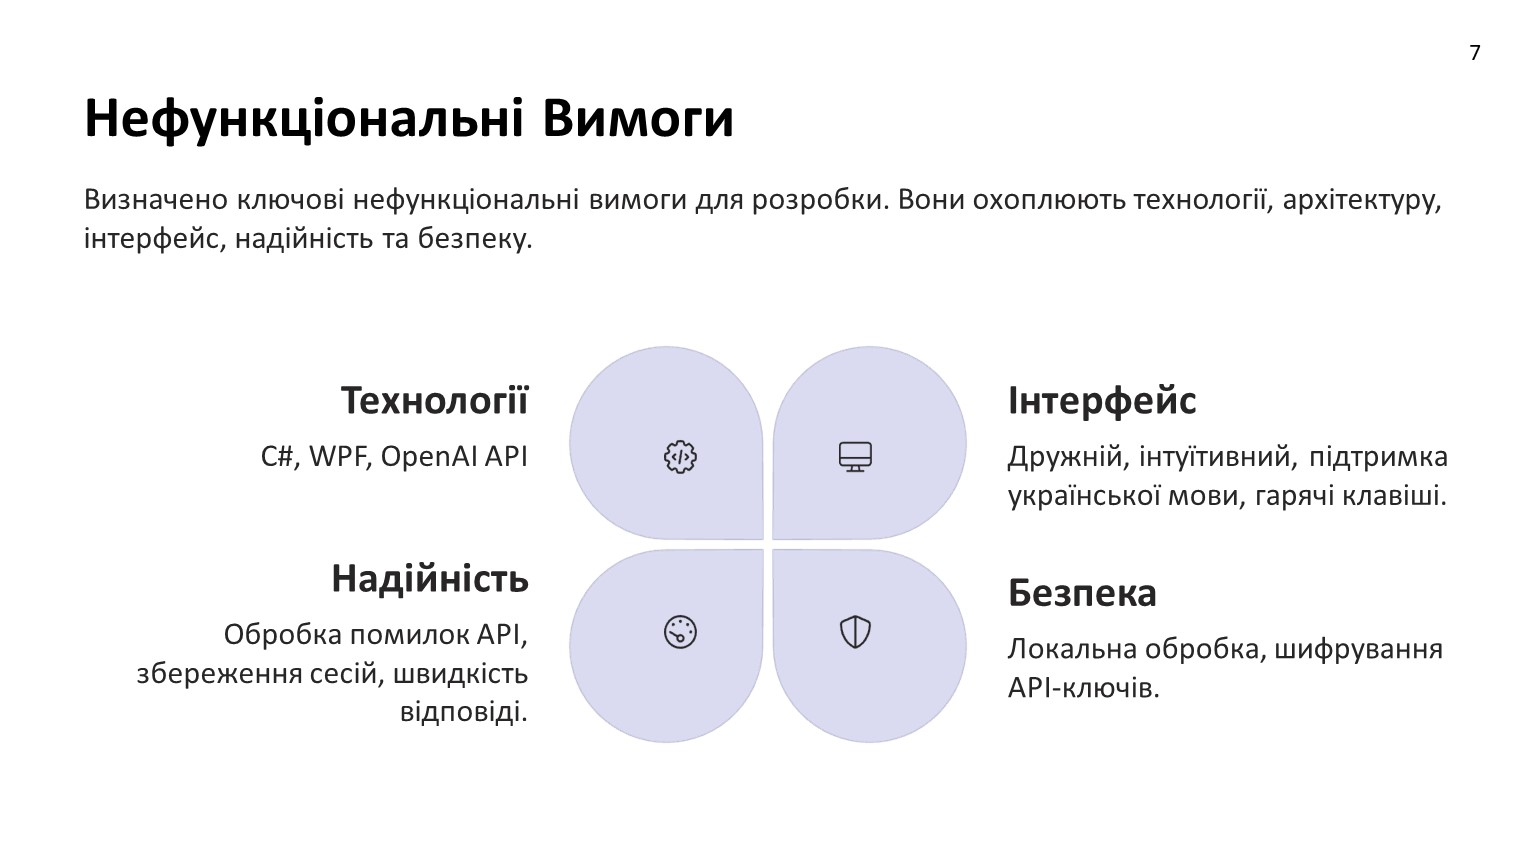 7
Нефункціональні Вимоги
Визначено ключові нефункціональні вимоги для розробки. Вони охоплюють технології, архітектуру,
інтерфейс, надійність та безпеку.
Технології
C#, WPF, OpenAI API
Інтерфейс
Дружній, інтуїтивний, підтримка
української мови, гарячі клавіші.
Надійність
Обробка помилок API,
збереження сесій, швидкість
відповіді.
Безпека
Локальна обробка, шифрування
API-ключів.